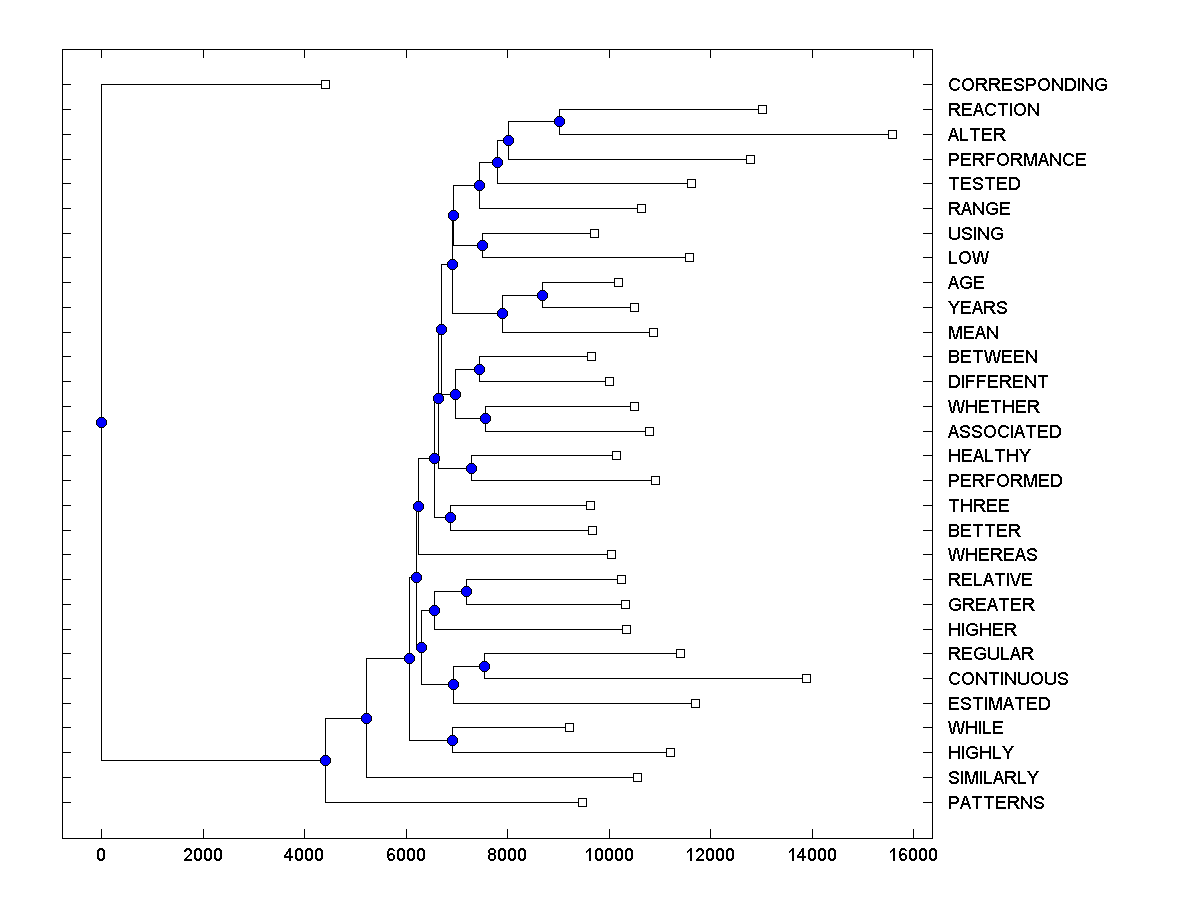 CORRESPONDING
REACTION
ALTER
PERFORMANCE
TESTED
RANGE
USING
LOW
AGE
YEARS
MEAN
BETWEEN
DIFFERENT
WHETHER
ASSOCIATED
HEALTHY
PERFORMED
THREE
BETTER
WHEREAS
RELATIVE
GREATER
HIGHER
REGULAR
CONTINUOUS
ESTIMATED
WHILE
HIGHLY
SIMILARLY
PATTERNS
0 2000 4000 6000 8000 10000 12000 14000 16000